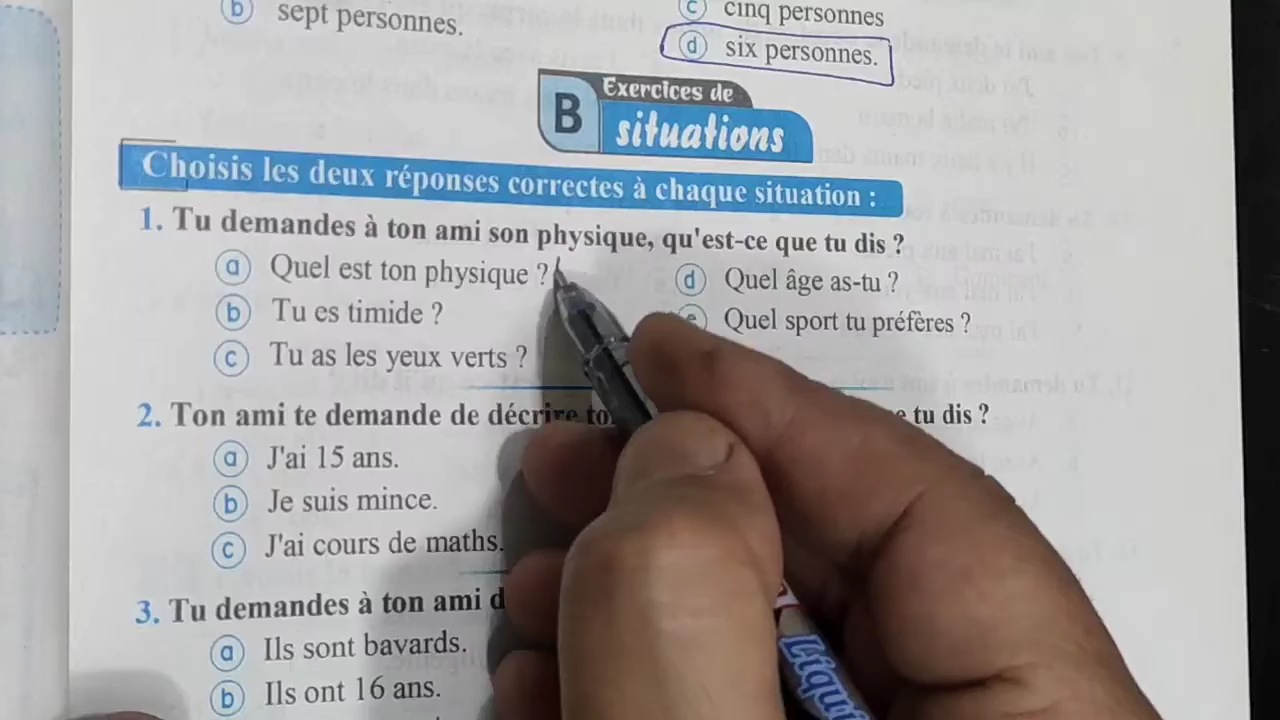 b sept personnes.
c cinq personnes
d six personnes.
B Exercices de
situations
Choisis les deux réponses correctes à chaque situation :
1. Tu demandes à ton ami son physique, qu'est-ce que tu dis ?
a Quel est ton physique ?
d Quel âge as-tu ?
b Tu es timide ?
e Quel sport tu préfères ?
c Tu as les yeux verts ?
2. Ton ami te demande de décrire tu dis ?
a J'ai 15 ans.
b Je suis mince.
c J'ai cours de maths.
3. Tu demandes à ton ami
a Ils sont bavards.
b Ils ont 16 ans.